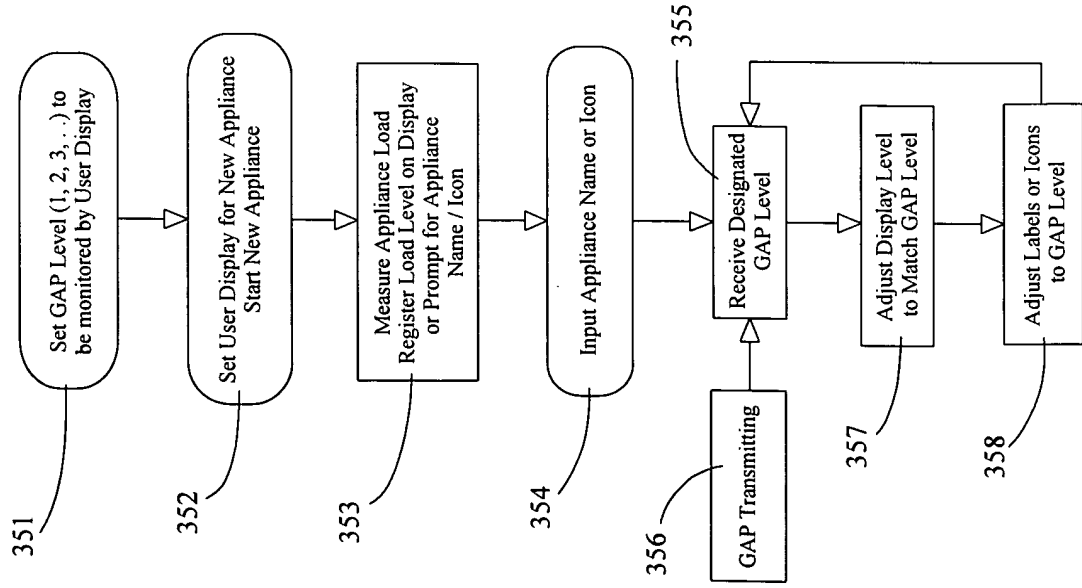 351
Set GAP Level (1, 2, 3, . . ) to
be monitored by User Display
352
Set User Display for New Appliance
Start New Appliance
353
Measure Appliance Load
Register Load Level on Display
or Prompt for Appliance
Name / Icon
354
Input Appliance Name or Icon
355
Receive Designated
GAP Level
356
GAP Transmitting
357
Adjust Display Level
to Match GAP Level
358
Adjust Labels or Icons
to GAP Level